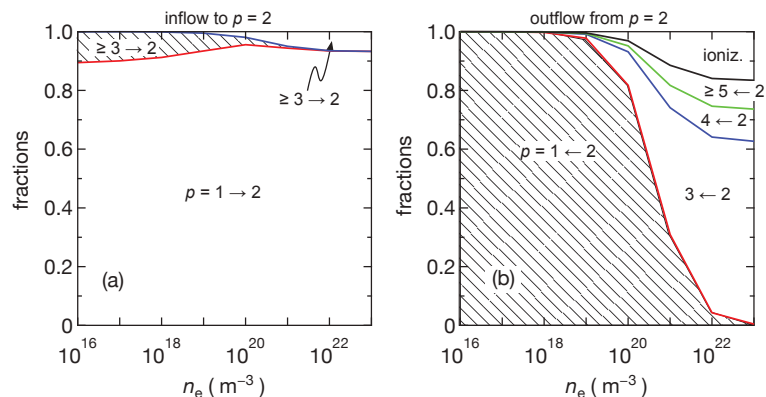 inflow to p = 2
1.0
0.8
0.6
0.4
0.2
0
fractions
≥ 3 → 2
≥ 3 → 2
p = 1 → 2
(a)
10^16 10^18 10^20 10^22
n_e ( m^−3 )
outflow from p = 2
1.0
0.8
0.6
0.4
0.2
0
fractions
ioniz.
≥ 5 ← 2
4 ← 2
p = 1 ← 2
3 ← 2
(b)
10^16 10^18 10^20 10^22
n_e ( m^−3 )